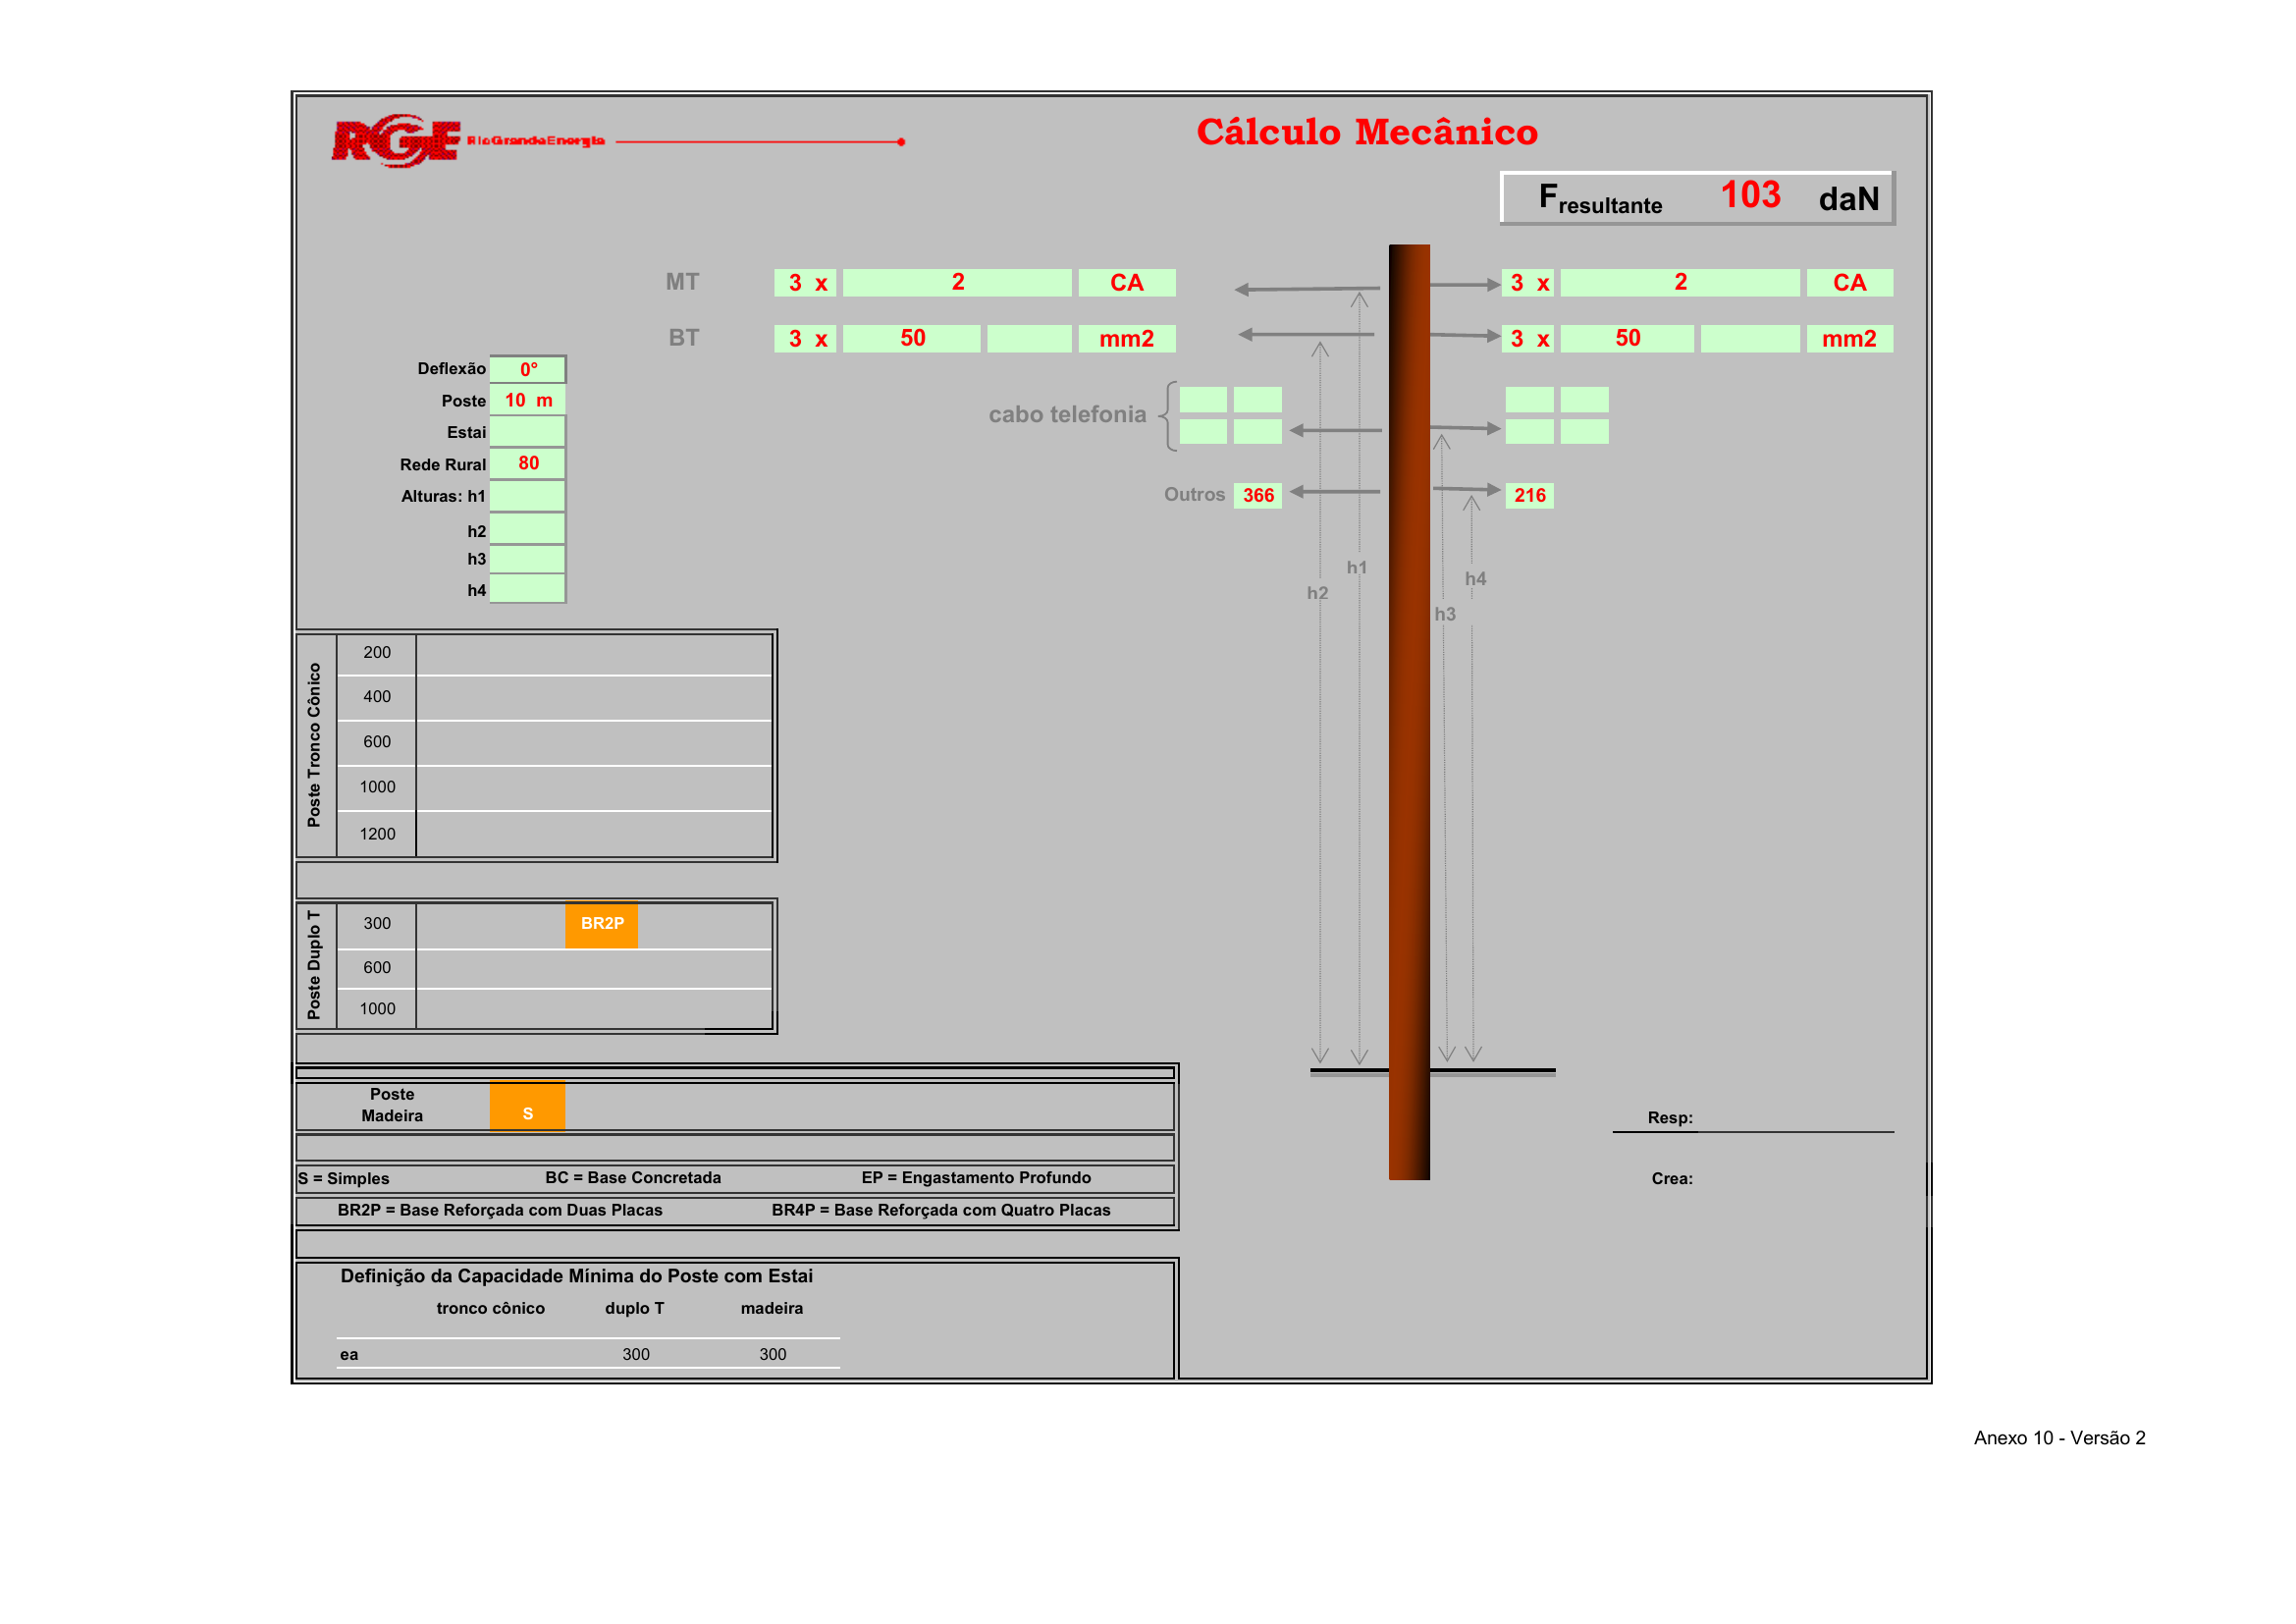 RGE RioGrandeEnergia
Cálculo Mecânico
Fresultante 103 daN
MT 3 x 2 CA 3 x 2 CA
BT 3 x 50 mm2 3 x 50 mm2
Deflexão 0°
Poste 10 m
cabo telefonia
Estai
Rede Rural 80
Alturas: h1
Outros 366 216
h2
h3
h4
h1
h2
h4
h3
Poste Tronco Cônico
200
400
600
1000
1200
Poste Duplo T
300 BR2P
600
1000
Poste
Madeira
S
Resp:
S = Simples BC = Base Concretada EP = Engastamento Profundo
Crea:
BR2P = Base Reforçada com Duas Placas BR4P = Base Reforçada com Quatro Placas
Definição da Capacidade Mínima do Poste com Estai
tronco cônico duplo T madeira
ea 300 300
Anexo 10 - Versão 2